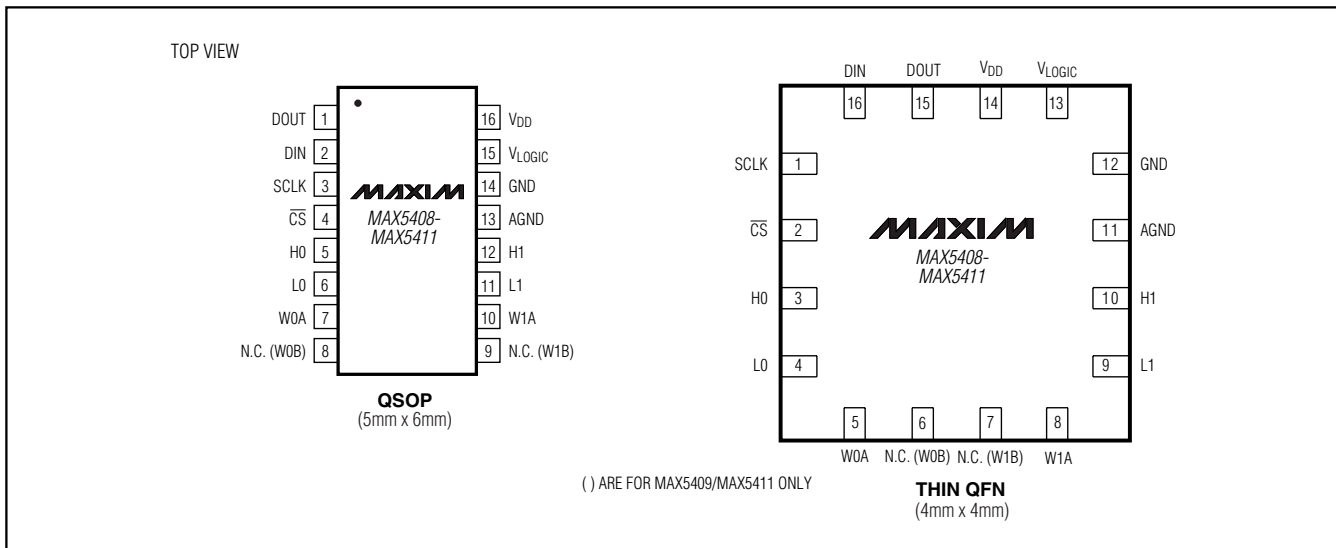 TOP VIEW
DOUT 1
DIN 2
SCLK 3
CS 4
H0 5
L0 6
W0A 7
N.C. (W0B) 8
16 VDD
15 VLOGIC
14 GND
13 AGND
12 H1
11 L1
10 W1A
9 N.C. (W1B)
MAXIM
MAX5408-
MAX5411
QSOP
(5mm x 6mm)
DIN DOUT VDD VLOGIC
16 15 14 13
SCLK 1
CS 2
H0 3
L0 4
12 GND
11 AGND
10 H1
9 L1
MAXIM
MAX5408-
MAX5411
5 6 7 8
W0A N.C. (W0B) N.C. (W1B) W1A
( ) ARE FOR MAX5409/MAX5411 ONLY
THIN QFN
(4mm x 4mm)